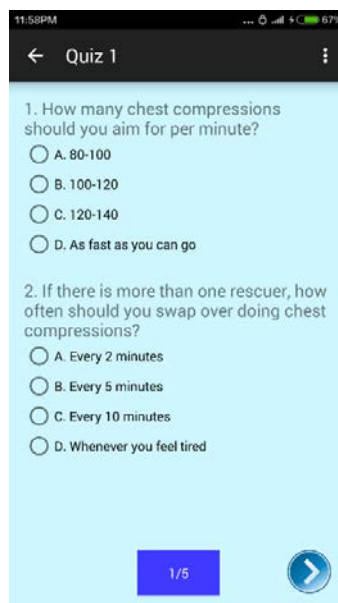 11:58PM ... 67%
Quiz 1
1. How many chest compressions
should you aim for per minute?
A. 80-100
B. 100-120
C. 120-140
D. As fast as you can go
2. If there is more than one rescuer, how
often should you swap over doing chest
compressions?
A. Every 2 minutes
B. Every 5 minutes
C. Every 10 minutes
D. Whenever you feel tired
1/5